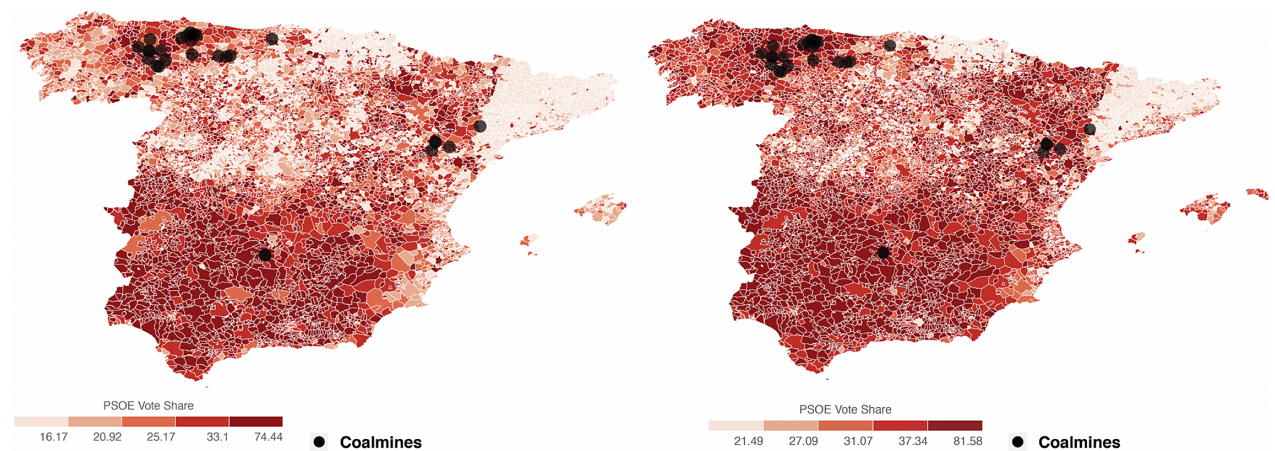 PSOE Vote Share
16.17 20.92 25.17 33.1 74.44
Coalmines
PSOE Vote Share
21.49 27.09 31.07 37.34 81.58
Coalmines